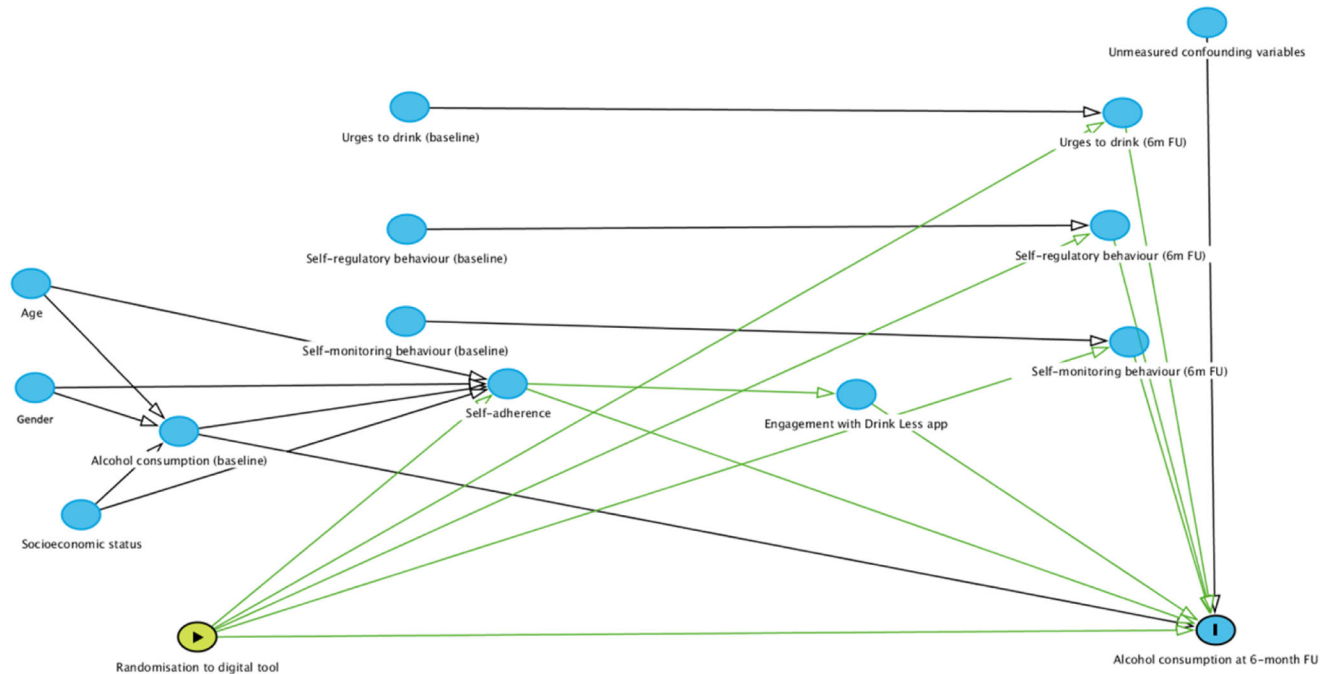 Unmeasured confounding variables
Urges to drink (baseline)
Urges to drink (6m FU)
Self-regulatory behaviour (baseline)
Self-regulatory behaviour (6m FU)
Age
Self-monitoring behaviour (baseline)
Self-monitoring behaviour (6m FU)
Gender
Self-adherence
Engagement with Drink Less app
Alcohol consumption (baseline)
Socioeconomic status
Randomisation to digital tool
Alcohol consumption at 6-month FU